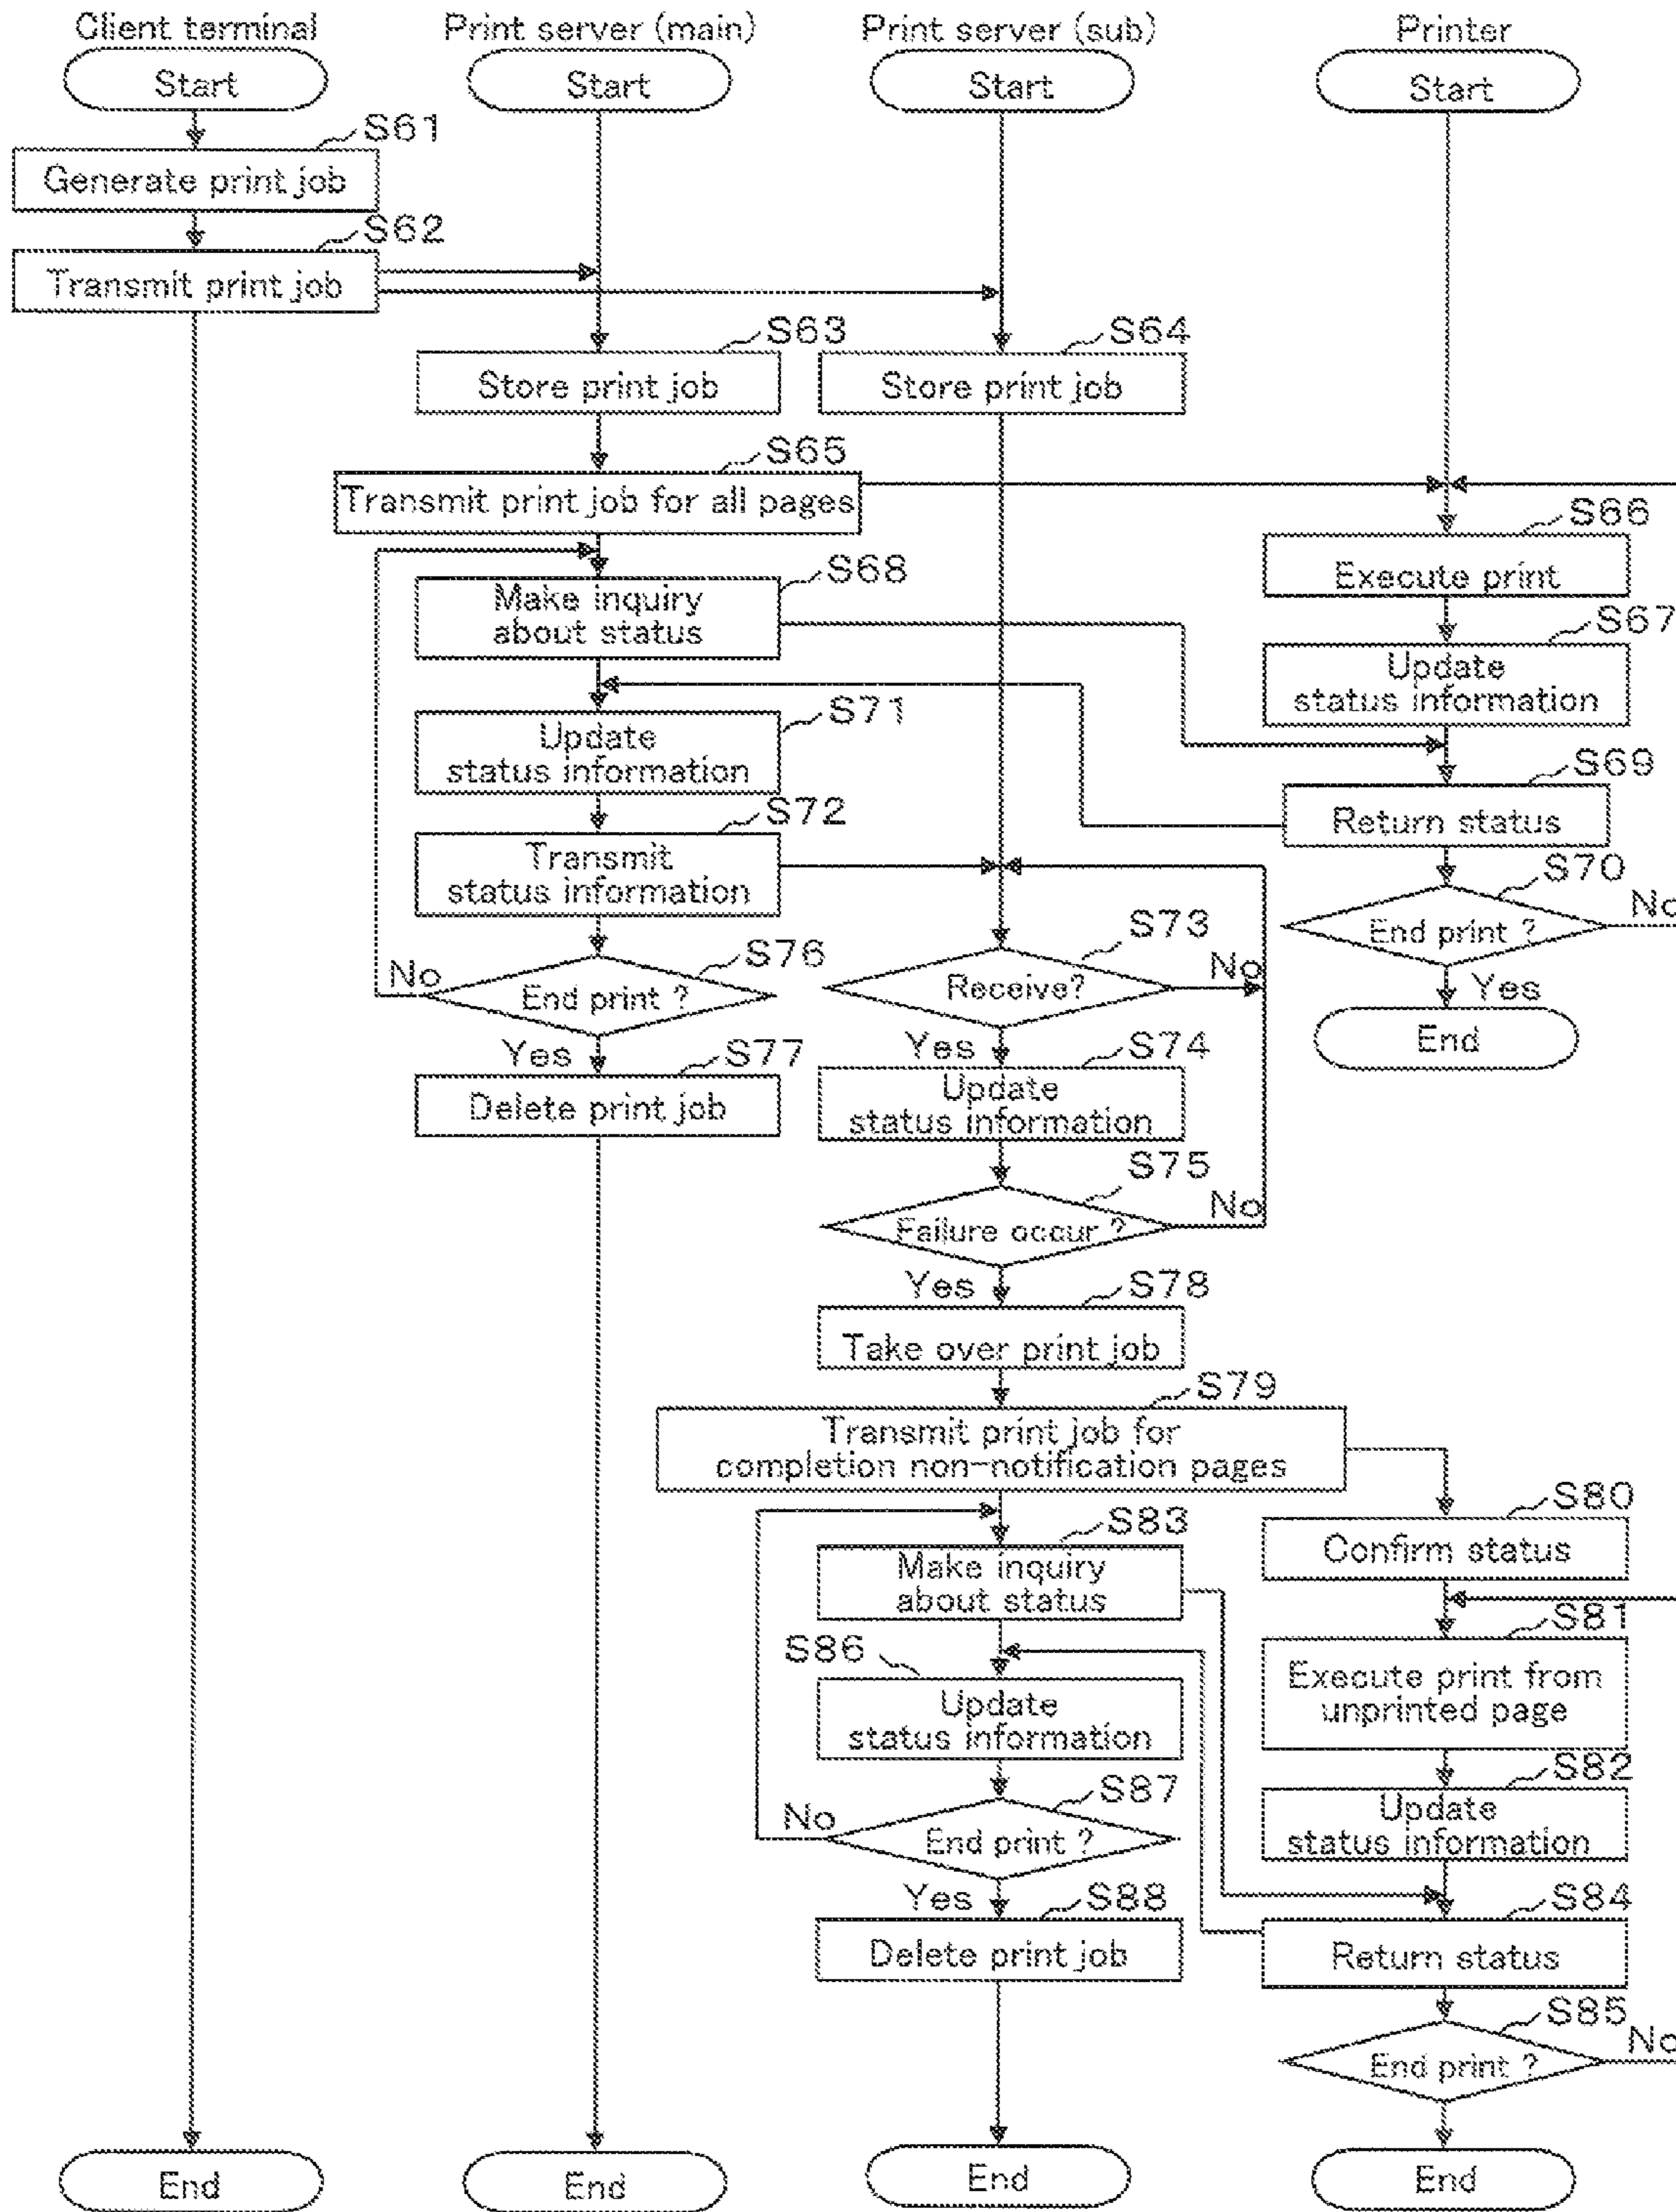 Client terminal
Print server (main)
Print server (sub)
Printer
Start
Start
Start
Start
S61
Generate print job
S62
Transmit print job
S63
Store print job
S64
Store print job
S65
Transmit print job for all pages
S66
Execute print
S68
Make inquiry
about status
S67
Update
status information
S71
Update
status information
S69
Return status
S72
Transmit
status information
S70
End print ?
No
Yes
End
S73
Receive?
No
Yes
S76
End print ?
No
Yes
S77
Delete print job
S74
Update
status information
S75
Failure occur ?
No
Yes
S78
Take over print job
S79
Transmit print job for
completion non-notification pages
S80
Confirm status
S83
Make inquiry
about status
S81
Execute print from
unprinted page
S86
Update
status information
S82
Update
status information
S87
End print ?
No
Yes
S88
Delete print job
S84
Return status
S85
End print ?
No
End
End
End
End